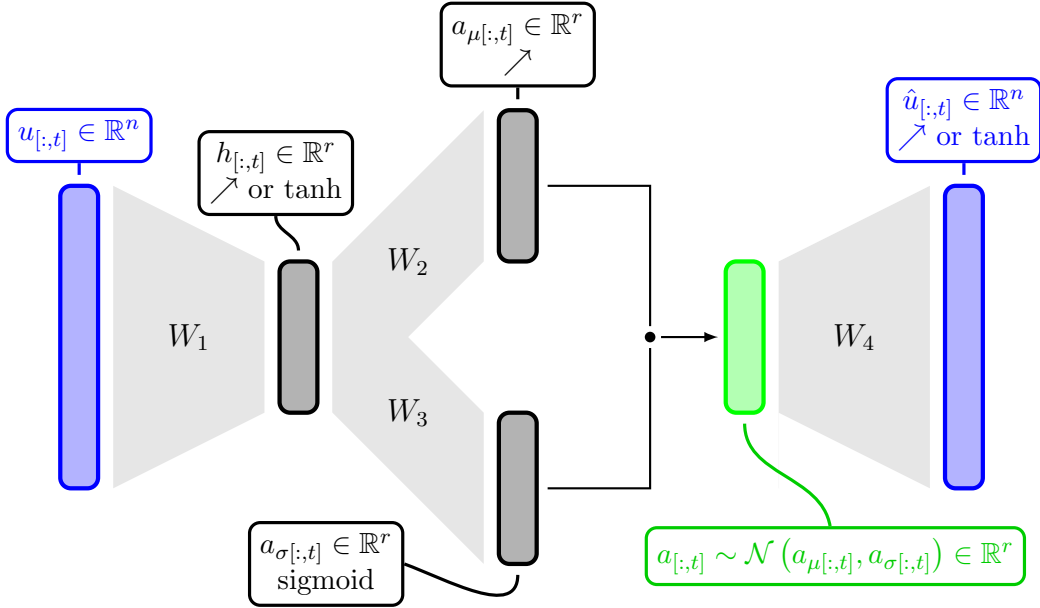 a_{μ[:,t]} ∈ ℝ^r
↗
û_{[:,t]} ∈ ℝ^n
↗ or tanh
u_{[:,t]} ∈ ℝ^n
h_{[:,t]} ∈ ℝ^r
↗ or tanh
W_2
W_1
W_4
W_3
a_{σ[:,t]} ∈ ℝ^r
sigmoid
a_{[:,t]} ∼ 𝒩 (a_{μ[:,t]}, a_{σ[:,t]}) ∈ ℝ^r